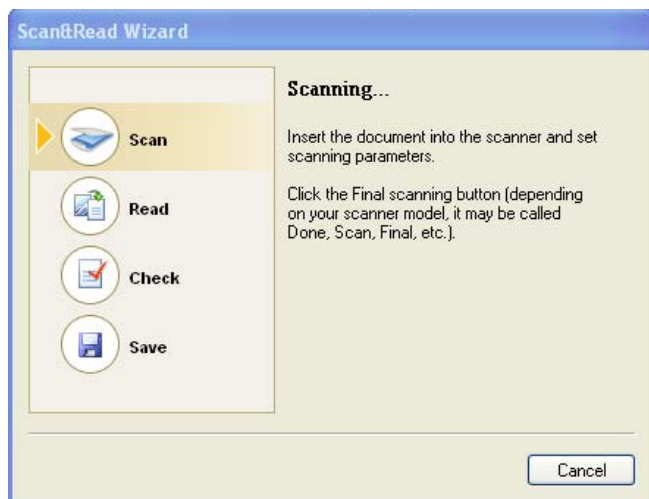 Scan&Read Wizard
Scan
Read
Check
Save
Scanning...
Insert the document into the scanner and set
scanning parameters.
Click the Final scanning button (depending
on your scanner model, it may be called
Done, Scan, Final, etc.).
Cancel